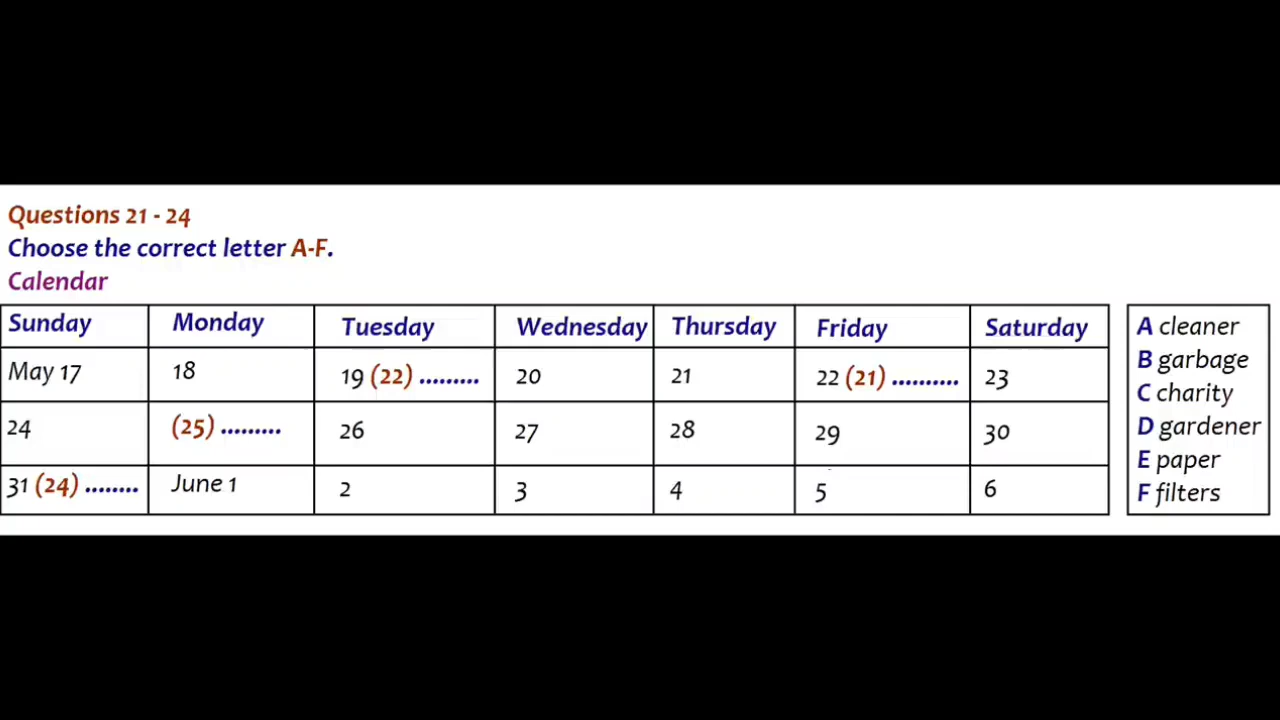 Questions 21 - 24
Choose the correct letter A-F.
Calendar
Sunday Monday Tuesday Wednesday Thursday Friday Saturday
May 17 18 19 (22) ......... 20 21 22 (21) .......... 23
24 (25) ......... 26 27 28 29 30
31 (24) ........ June 1 2 3 4 5 6
A cleaner
B garbage
C charity
D gardener
E paper
F filters